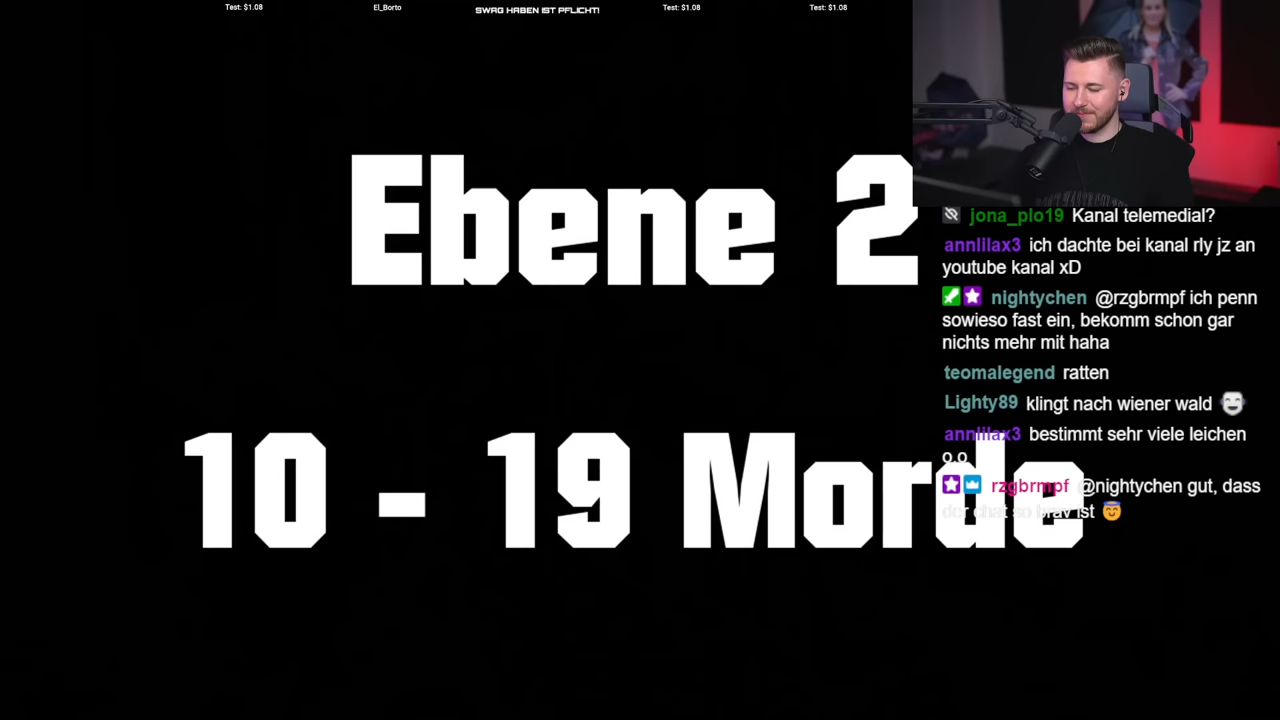 Test: $1.08
El_Borto
SWAG HABEN IST PFLICHT!
Test: $1.08
Test: $1.08
Ebene 2
10 - 19 Morde
jona_plo19 Kanal telemedial?
annlilax3 ich dachte bei kanal rly jz an
youtube kanal xD
nightychen @rzgbrmpf ich penn
sowieso fast ein, bekomm schon gar
nichts mehr mit haha
teomalegend ratten
Lighty89 klingt nach wiener wald
annlilax3 bestimmt sehr viele leichen
o.o
rzgbrmpf @nightychen gut, dass
der chat so brav ist